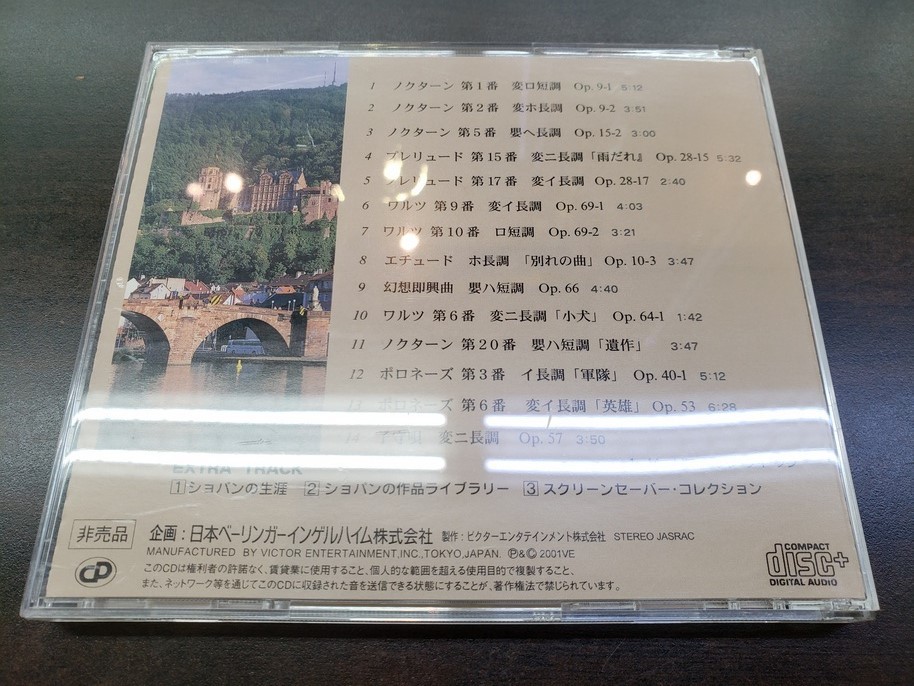 1 ノクターン 第1番 変ロ短調 Op. 9-1 5:12
2 ノクターン 第2番 変ホ長調 Op. 9-2 3:51
3 ノクターン 第5番 嬰ヘ長調 Op. 15-2 3:00
4 プレリュード 第15番 変ニ長調「雨だれ』 Op. 28-15 5:32
5 プレリュード 第17番 変イ長調 Op. 28-17 2:40
6 ワルツ 第9番 変イ長調 Op. 69-1 4:03
7 ワルツ 第10番 ロ短調 Op. 69-2 3:21
8 エチュード ホ長調 「別れの曲」 Op. 10-3 3:47
9 幻想即興曲 嬰ハ短調 Op. 66 4:40
10 ワルツ 第6番 変ニ長調「小犬」 Op. 64-1 1:42
11 ノクターン 第20番 嬰ハ短調「遺作」 3:47
12 ポロネーズ 第3番 イ長調「軍隊」 Op. 40-1 5:12
13 ポロネーズ 第6番 変イ長調「英雄」 Op. 53 6:28
14 子守唄 変ニ長調 Op. 57 3:50
EXTRA TRACK
1 ショパンの生涯 2 ショパンの作品ライブラリー 3 スクリーンセーバー・コレクション
非売品 企画：日本ベーリンガーインゲルハイム株式会社 製作：ビクターエンタテインメント株式会社 STEREO JASRAC
MANUFACTURED BY VICTOR ENTERTAINMENT,INC.,TOKYO,JAPAN. ℗&© 2001VE
このCDは権利者の許諾なく、賃貸業に使用すること、個人的な範囲を超える使用目的で複製すること、
また、ネットワーク等を通じてこのCDに収録された音を送信できる状態にすることが、著作権法で禁じられています。
CD
COMPACT
disc+
DIGITAL AUDIO